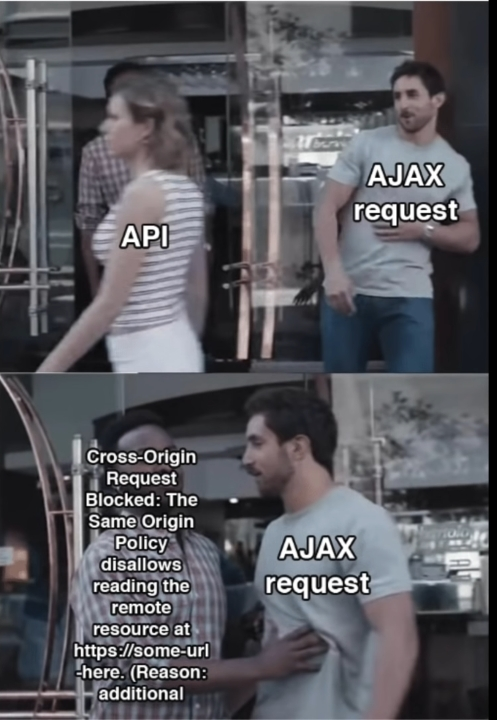 API
AJAX
request
Cross-Origin
Request
Blocked: The
Same Origin
Policy
disallows
reading the
remote
resource at
https://some-url
-here. (Reason:
additional
AJAX
request